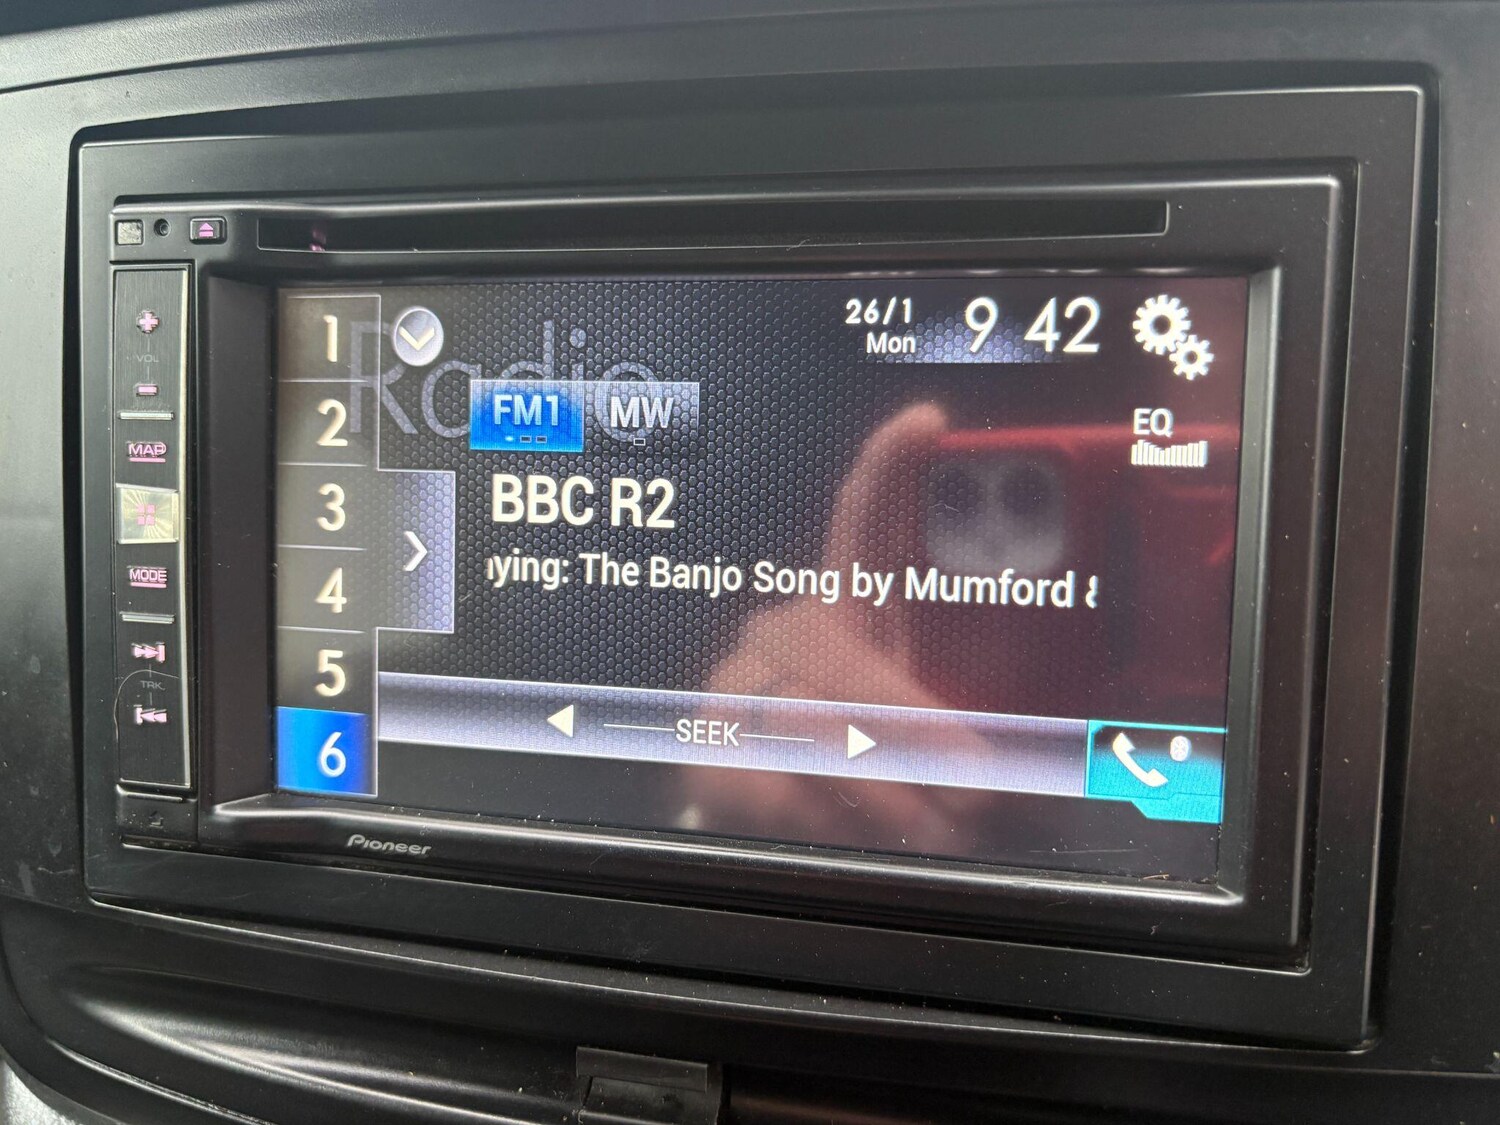 VOL
MAP
MODE
TRK
1
2
3
4
5
6
Radio
26/1
Mon
9 42
FM1
MW
EQ
BBC R2
ying: The Banjo Song by Mumford &
SEEK
Pioneer